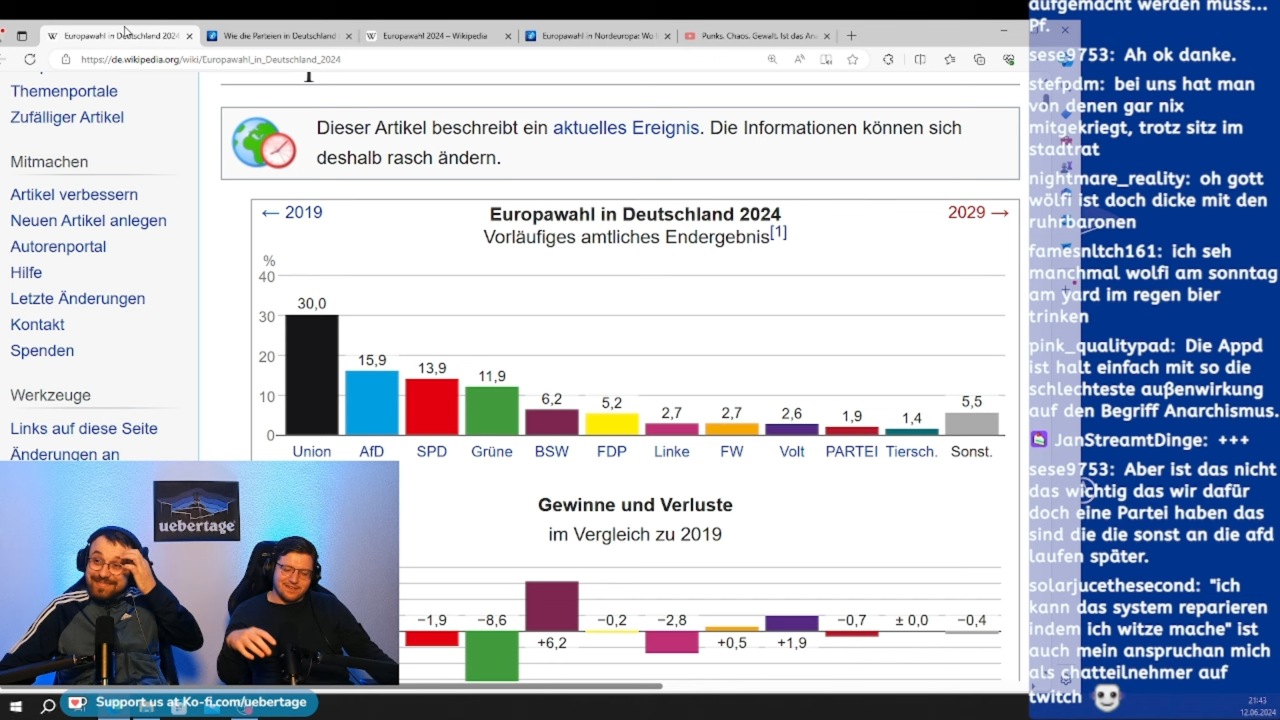 Europawahl in Deutschland 2024
Wie die Parteien in Deutschland
Europawahl 2024 – Wikipedia
Europawahl in Nordeuropa: Wo
Punks. Chaos. Gewalt. Ist das An
https://de.wikipedia.org/wiki/Europawahl_in_Deutschland_2024
Themenportale
Zufälliger Artikel
Mitmachen
Artikel verbessern
Neuen Artikel anlegen
Autorenportal
Hilfe
Letzte Änderungen
Kontakt
Spenden
Werkzeuge
Links auf diese Seite
Änderungen an
Dieser Artikel beschreibt ein aktuelles Ereignis. Die Informationen können sich
deshalb rasch ändern.
← 2019
Europawahl in Deutschland 2024
2029 →
Vorläufiges amtliches Endergebnis[1]
%
40
30
20
10
0
30,0
15,9
13,9
11,9
6,2
5,2
2,7
2,7
2,6
1,9
1,4
5,5
Union
AfD
SPD
Grüne
BSW
FDP
Linke
FW
Volt
PARTEI
Tiersch.
Sonst.
Gewinne und Verluste
im Vergleich zu 2019
−1,9
−8,6
+6,2
−0,2
−2,8
+0,5
+1,9
−0,7
± 0,0
−0,4
uebertage
Support us at Ko-fi.com/uebertage
aufgemacht werden muss...
Pf.
sese9753: Ah ok danke.
stefpdm: bei uns hat man
von denen gar nix
mitgekriegt, trotz sitz im
stadtrat
nightmare_reality: oh gott
wölfi ist doch dicke mit den
ruhrbaronen
famesnltch161: ich seh
manchmal wolfi am sonntag
am yard im regen bier
trinken
pink_qualitypad: Die Appd
ist halt einfach mit so die
schlechteste außenwirkung
auf den Begriff Anarchismus.
JanStreamtDinge: +++
sese9753: Aber ist das nicht
das wichtig das wir dafür
doch eine Partei haben das
sind die die sonst an die afd
laufen später.
solarjucethesecond: "ich
kann das system reparieren
indem ich witze mache" ist
auch mein anspruchan mich
als chatteilnehmer auf
twitch
21:43
12.06.2024